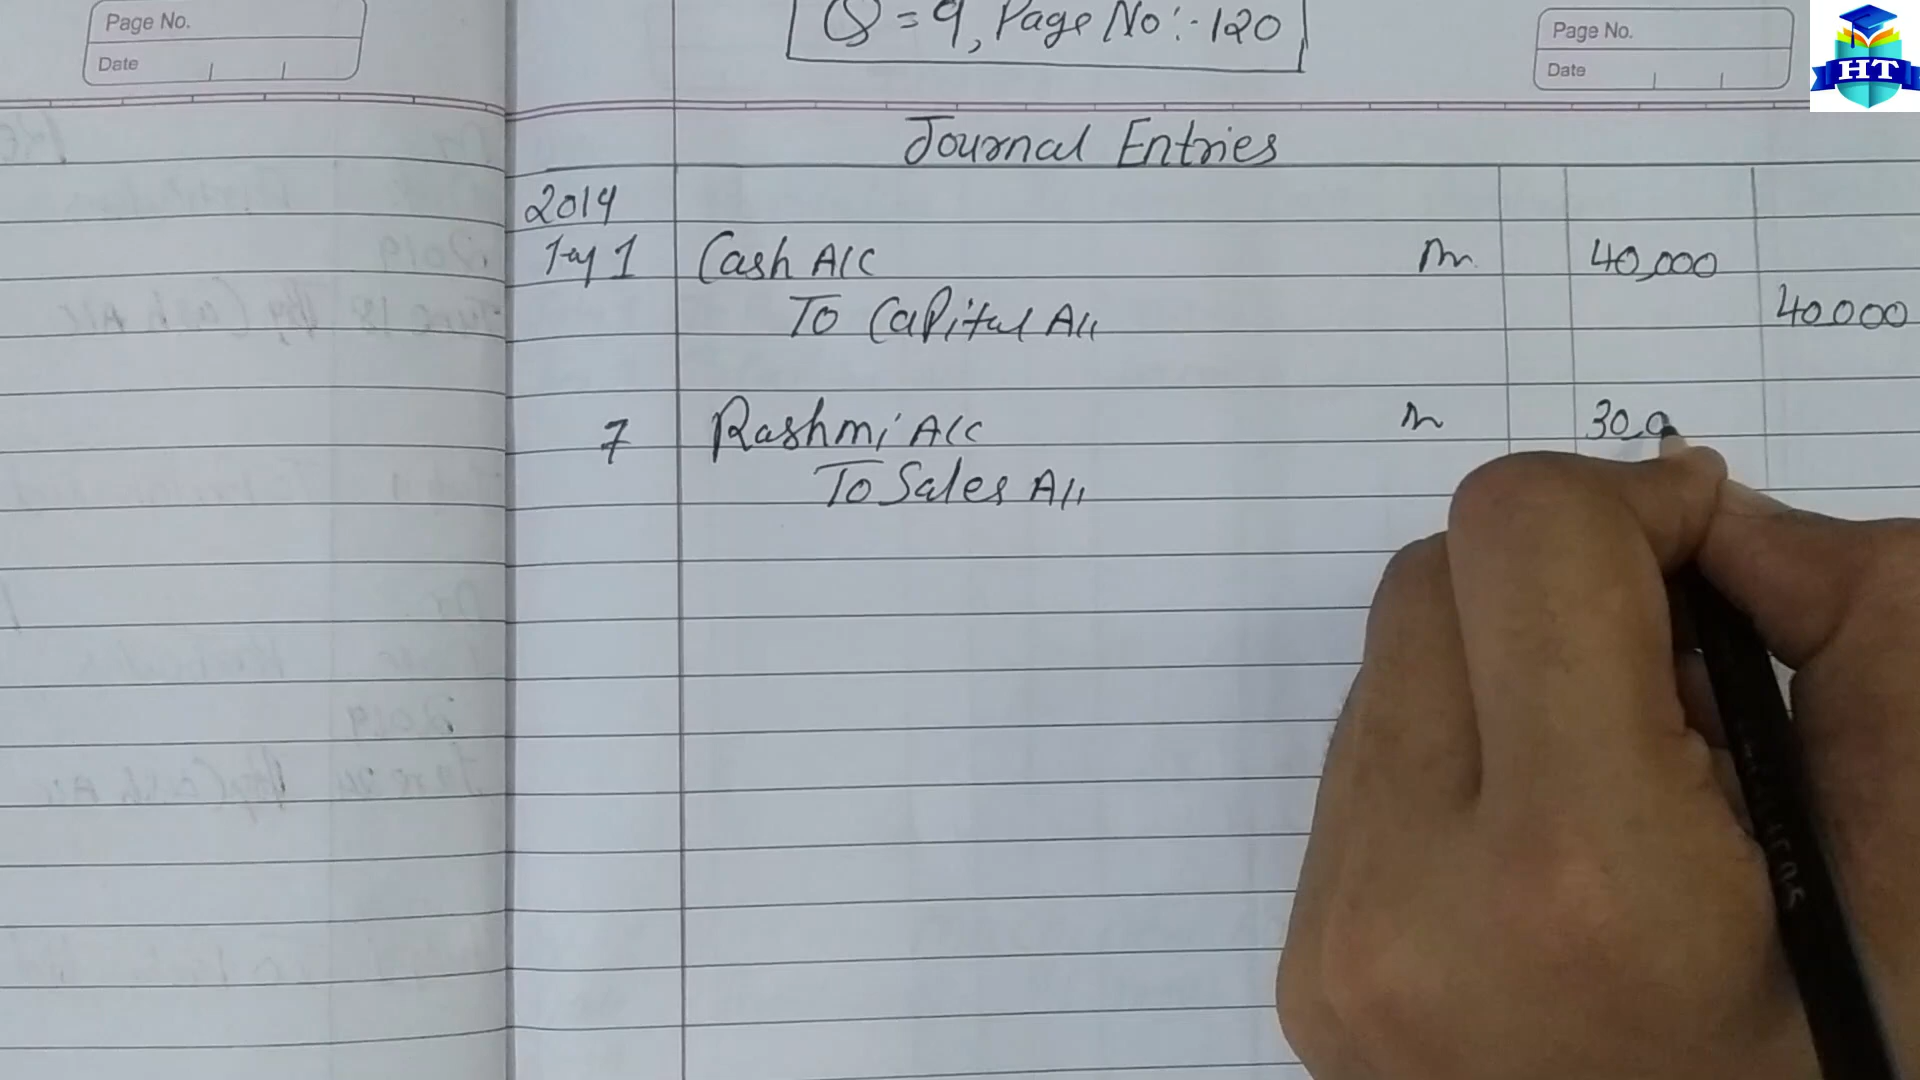 Page No.
Date
Q = 9, Page No :- 120
Page No.
Date
HT
Journal Entries
2014
1 Cash A/C Dr. 40,000
To Capital A/c 40000
7 Rashmi A/C Dr 30,0
To Sales A/c